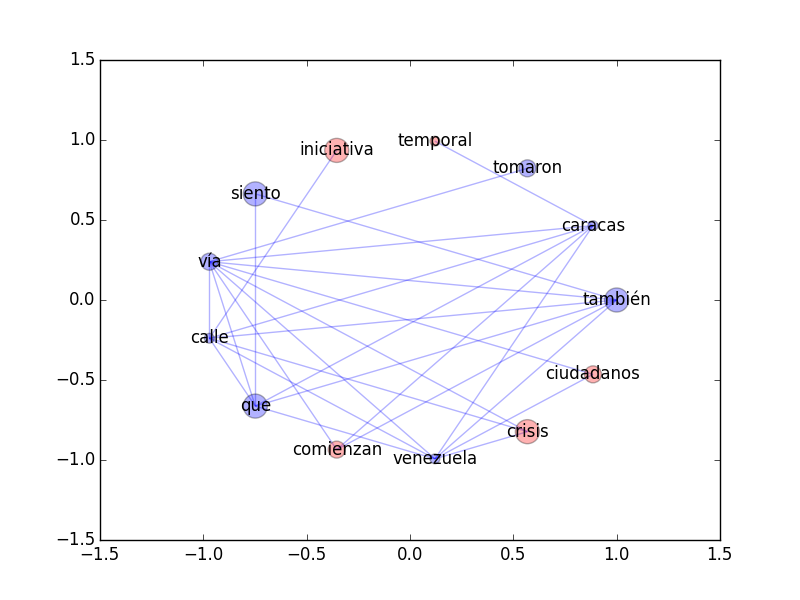 1.5
1.0
0.5
0.0
−0.5
−1.0
−1.5
temporal
iniciativa
tomaron
siento
caracas
vía
también
calle
ciudadanos
que
crisis
comienzan
venezuela
−1.5 −1.0 −0.5 0.0 0.5 1.0 1.5